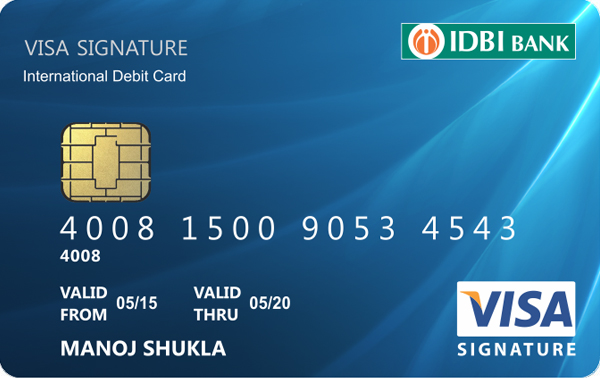 VISA SIGNATURE
IDBI BANK
International Debit Card
4008 1500 9053 4543
4008
VALID FROM 05/15 VALID THRU 05/20
MANOJ SHUKLA
VISA
SIGNATURE